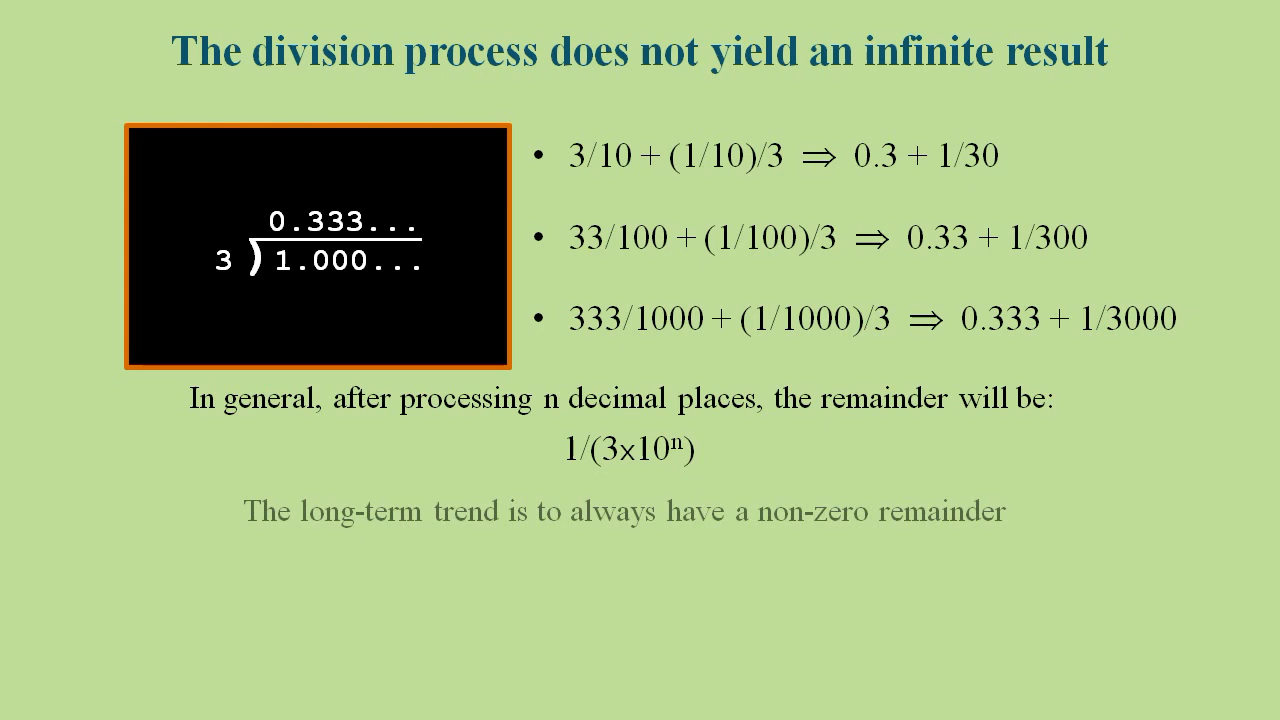 The division process does not yield an infinite result
0.333...
3 ) 1.000...
• 3/10 + (1/10)/3 ⇒ 0.3 + 1/30
• 33/100 + (1/100)/3 ⇒ 0.33 + 1/300
• 333/1000 + (1/1000)/3 ⇒ 0.333 + 1/3000
In general, after processing n decimal places, the remainder will be:
1/(3x10ⁿ)
The long-term trend is to always have a non-zero remainder